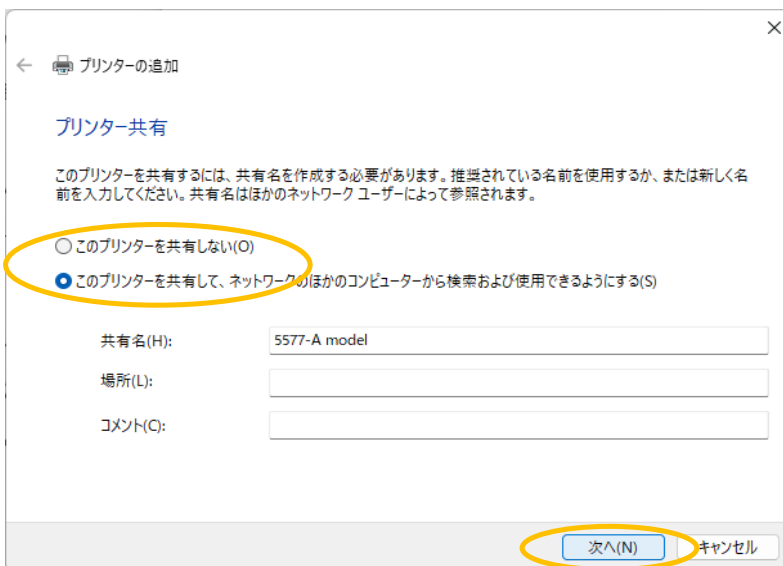 プリンターの追加
プリンター共有
このプリンターを共有するには、共有名を作成する必要があります。推奨されている名前を使用するか、または新しく名
前を入力してください。共有名はほかのネットワーク ユーザーによって参照されます。
このプリンターを共有しない(O)
このプリンターを共有して、ネットワークのほかのコンピューターから検索および使用できるようにする(S)
共有名(H): 5577-A model
場所(L):
コメント(C):
次へ(N) キャンセル